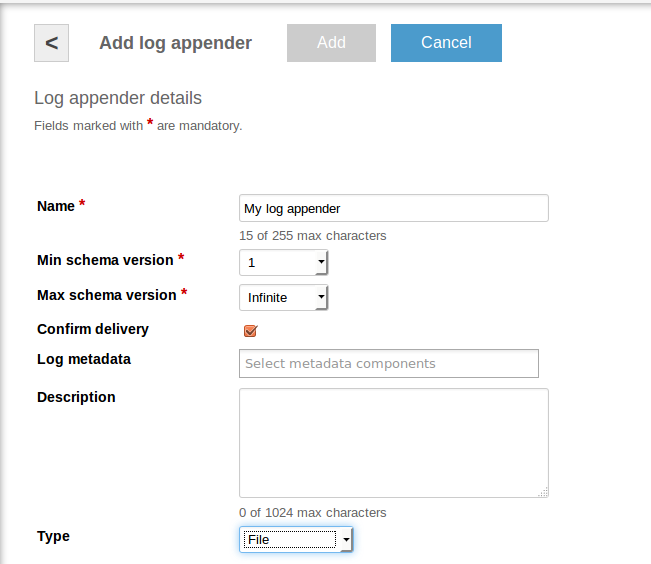 < Add log appender Add Cancel
Log appender details
Fields marked with * are mandatory.
Name * My log appender
15 of 255 max characters
Min schema version * 1
Max schema version * Infinite
Confirm delivery
Log metadata Select metadata components
Description
0 of 1024 max characters
Type File